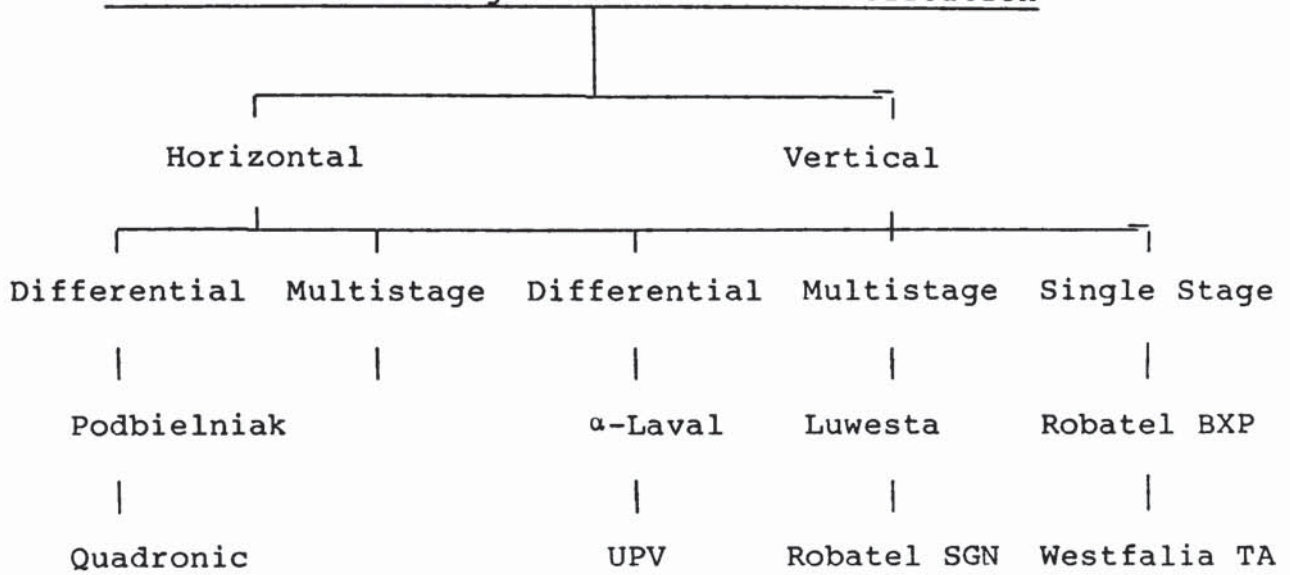 Horizontal Vertical
Differential Multistage Differential Multistage Single Stage
Podbielniak α-Laval Luwesta Robatel BXP
Quadronic UPV Robatel SGN Westfalia TA